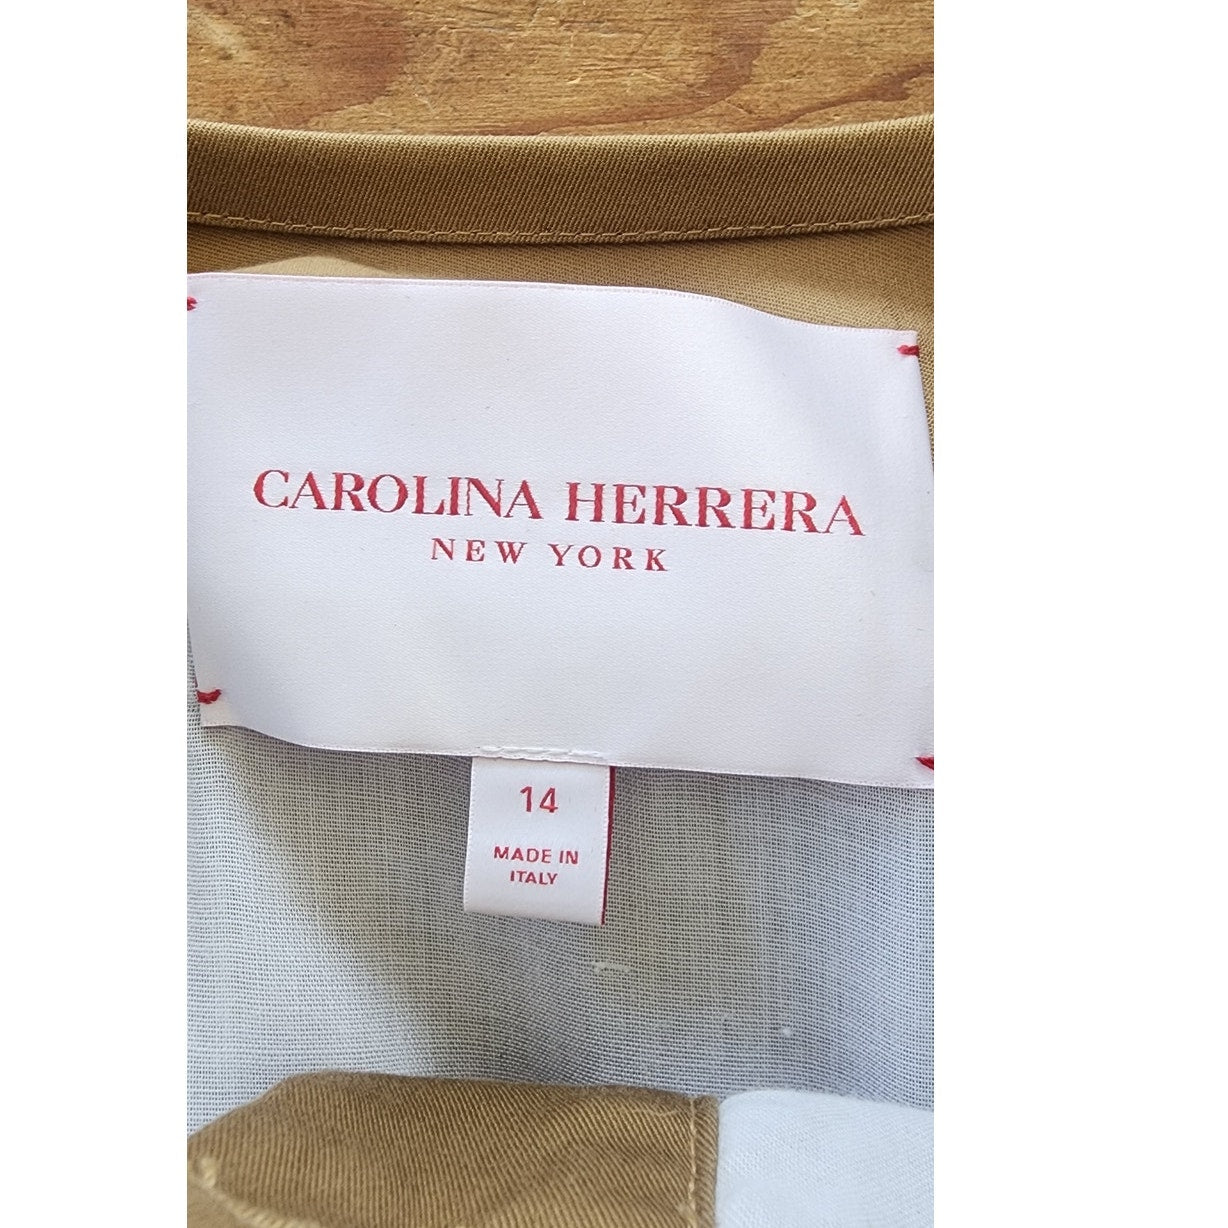 CAROLINA HERRERA
NEW YORK
14
MADE IN
ITALY